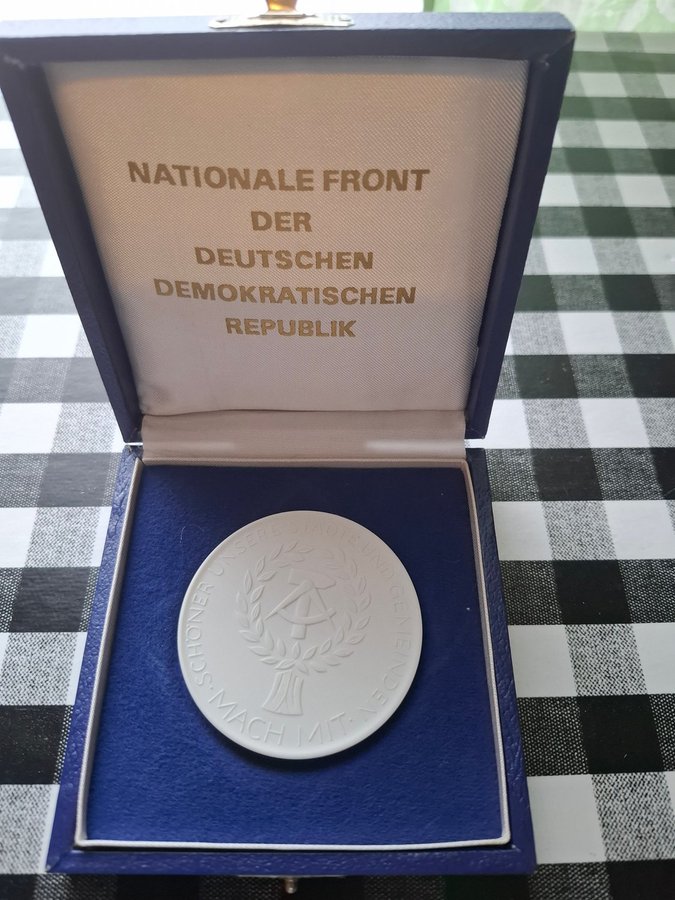 NATIONALE FRONT
DER
DEUTSCHEN
DEMOKRATISCHEN
REPUBLIK
SCHÖNER UNSERE STÄDTE UND GEMEINDEN
· MACH MIT ·